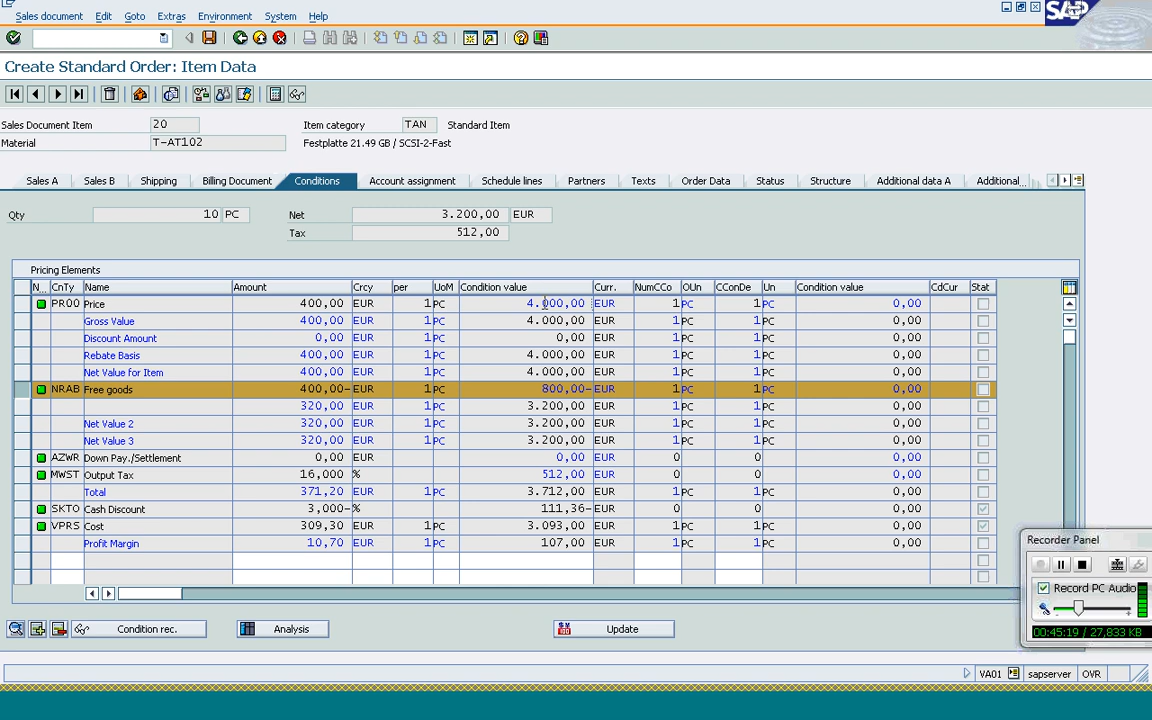 Sales document Edit Goto Extras Environment System Help
SAP
Create Standard Order: Item Data
Sales Document Item 20 Item category TAN Standard Item
Material T-AT102 Festplatte 21.49 GB / SCSI-2-Fast
Sales A Sales B Shipping Billing Document Conditions Account assignment Schedule lines Partners Texts Order Data Status Structure Additional data A Additional...
Qty 10 PC Net 3.200,00 EUR
Tax 512,00
Pricing Elements
N... CnTy Name Amount Crcy per UoM Condition value Curr. NumCCo OUn CConDe Un Condition value CdCur Stat
PR00 Price 400,00 EUR 1 PC 4.000,00 EUR 1 PC 1 PC 0,00
Gross Value 400,00 EUR 1 PC 4.000,00 EUR 1 PC 1 PC 0,00
Discount Amount 0,00 EUR 1 PC 0,00 EUR 1 PC 1 PC 0,00
Rebate Basis 400,00 EUR 1 PC 4.000,00 EUR 1 PC 1 PC 0,00
Net Value for Item 400,00 EUR 1 PC 4.000,00 EUR 1 PC 1 PC 0,00
NRAB Free goods 400,00- EUR 1 PC 800,00- EUR 1 PC 1 PC 0,00
320,00 EUR 1 PC 3.200,00 EUR 1 PC 1 PC 0,00
Net Value 2 320,00 EUR 1 PC 3.200,00 EUR 1 PC 1 PC 0,00
Net Value 3 320,00 EUR 1 PC 3.200,00 EUR 1 PC 1 PC 0,00
AZWR Down Pay./Settlement 0,00 EUR 0,00 EUR 0 0 0,00
MWST Output Tax 16,000 % 512,00 EUR 0 0 0,00
Total 371,20 EUR 1 PC 3.712,00 EUR 1 PC 1 PC 0,00
SKTO Cash Discount 3,000- % 111,36- EUR 0 0 0,00
VPRS Cost 309,30 EUR 1 PC 3.093,00 EUR 1 PC 1 PC 0,00
Profit Margin 10,70 EUR 1 PC 107,00 EUR 1 PC 1 PC 0,00
Recorder Panel
Record PC Audio
00:45:19 / 27,833 KB
Condition rec. Analysis Update
VA01 sapserver OVR